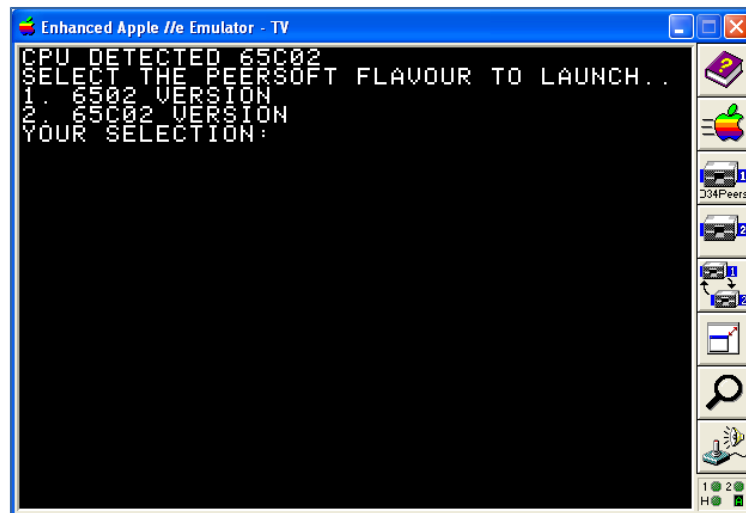 Enhanced Apple //e Emulator - TV
CPU DETECTED 65C02
SELECT THE PEERSOFT FLAVOUR TO LAUNCH..
1. 6502 VERSION
2. 65C02 VERSION
YOUR SELECTION:
?
1
D34Peers
2
1
2
1 2
H A